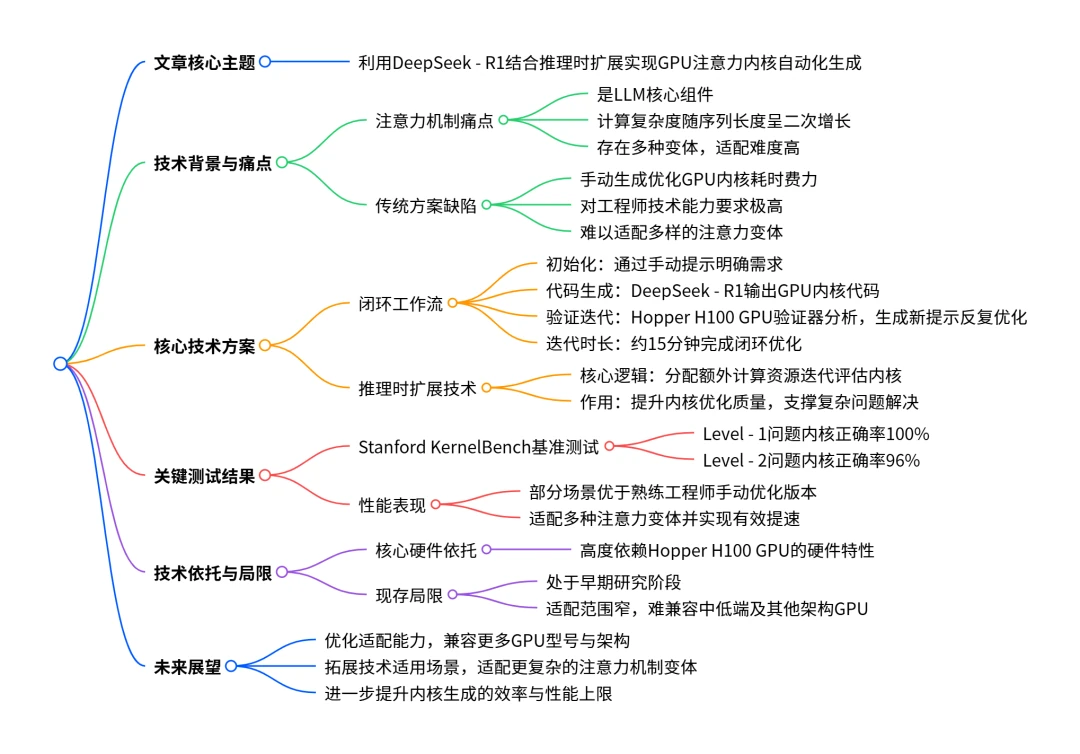 文章核心主题
利用DeepSeek - R1结合推理时扩展实现GPU注意力内核自动化生成
技术背景与痛点
注意力机制痛点
是LLM核心组件
计算复杂度随序列长度呈二次增长
存在多种变体，适配难度高
传统方案缺陷
手动生成优化GPU内核耗时费力
对工程师技术能力要求极高
难以适配多样的注意力变体
核心技术方案
闭环工作流
初始化：通过手动提示明确需求
代码生成：DeepSeek - R1输出GPU内核代码
验证迭代：Hopper H100 GPU验证器分析，生成新提示反复优化
迭代时长：约15分钟完成闭环优化
推理时扩展技术
核心逻辑：分配额外计算资源迭代评估内核
作用：提升内核优化质量，支撑复杂问题解决
关键测试结果
Stanford KernelBench基准测试
Level - 1问题内核正确率100%
Level - 2问题内核正确率96%
性能表现
部分场景优于熟练工程师手动优化版本
适配多种注意力变体并实现有效提速
技术依托与局限
核心硬件依托
高度依赖Hopper H100 GPU的硬件特性
现存局限
处于早期研究阶段
适配范围窄，难兼容中低端及其他架构GPU
未来展望
优化适配能力，兼容更多GPU型号与架构
拓展技术适用场景，适配更复杂的注意力机制变体
进一步提升内核生成的效率与性能上限